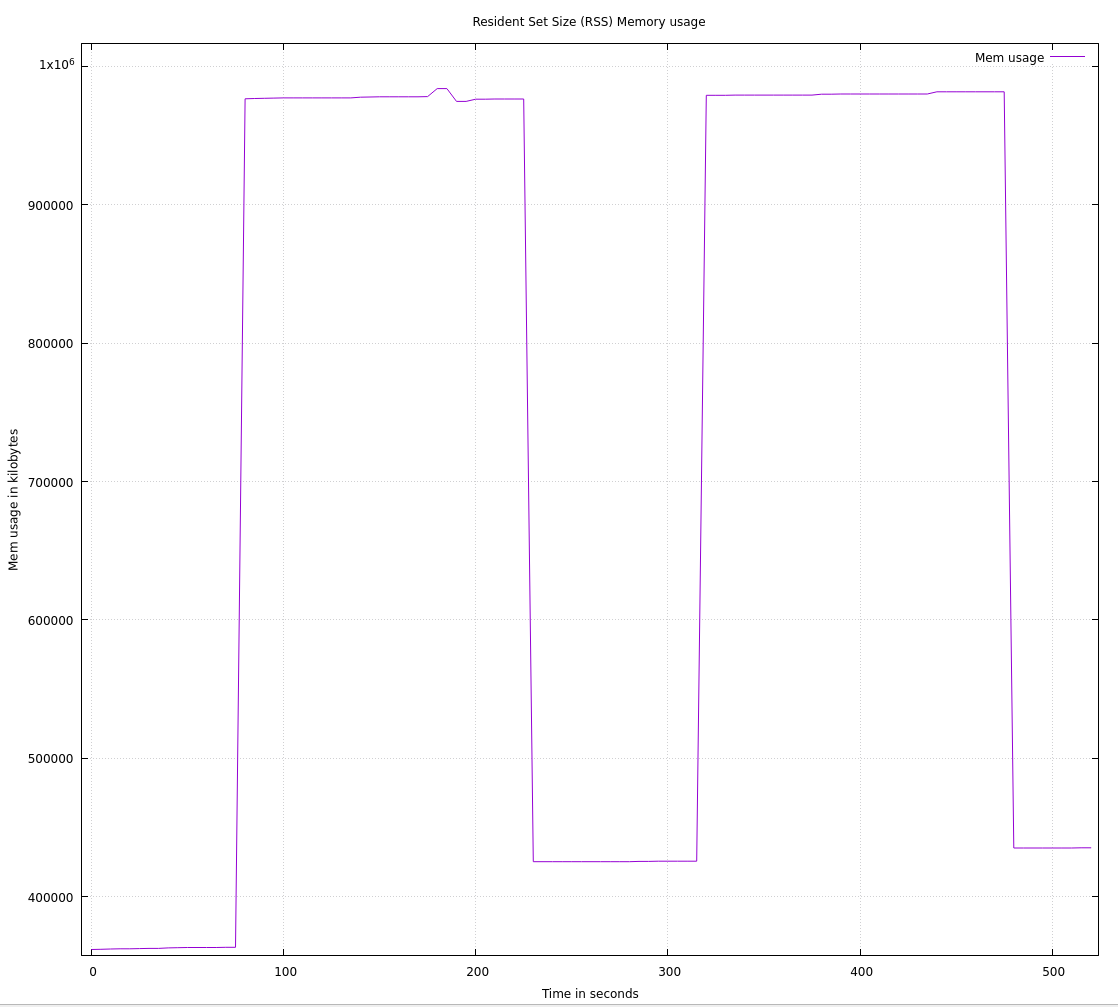 Resident Set Size (RSS) Memory usage
Mem usage
1x10⁶
900000
800000
700000
600000
500000
400000
Mem usage in kilobytes
0 100 200 300 400 500
Time in seconds